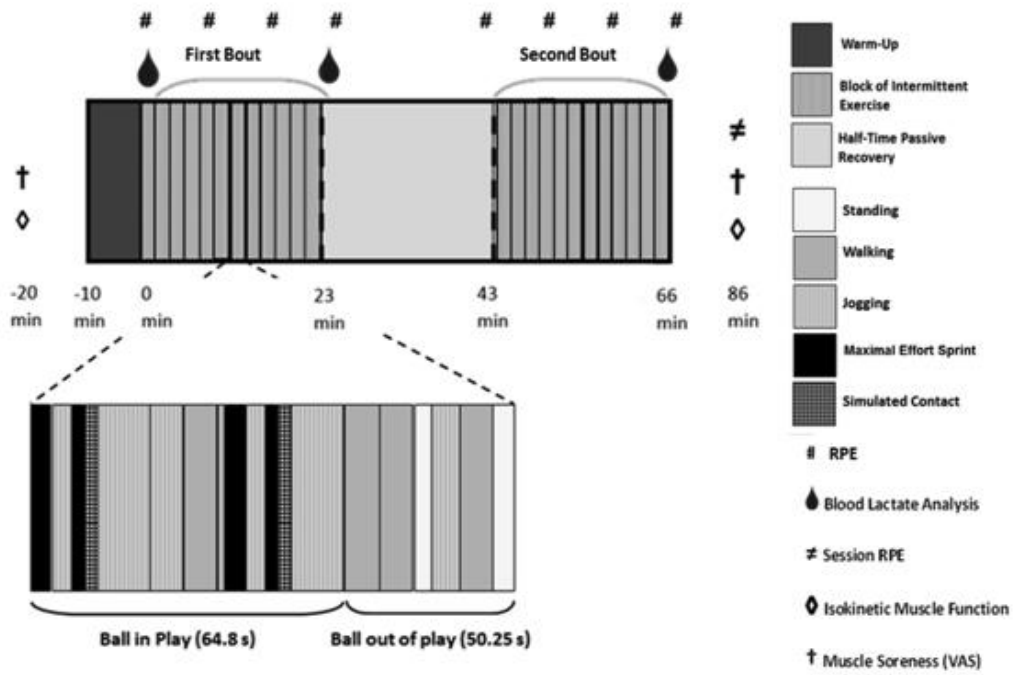 # # # # # # # #
First Bout Second Bout
≠
† †
◊ ◊
-20 -10 0 23 43 66 86
min min min min min min min
Ball in Play (64.8 s) Ball out of play (50.25 s)
Warm-Up
Block of Intermittent
Exercise
Half-Time Passive
Recovery
Standing
Walking
Jogging
Maximal Effort Sprint
Simulated Contact
# RPE
Blood Lactate Analysis
≠ Session RPE
◊ Isokinetic Muscle Function
† Muscle Soreness (VAS)